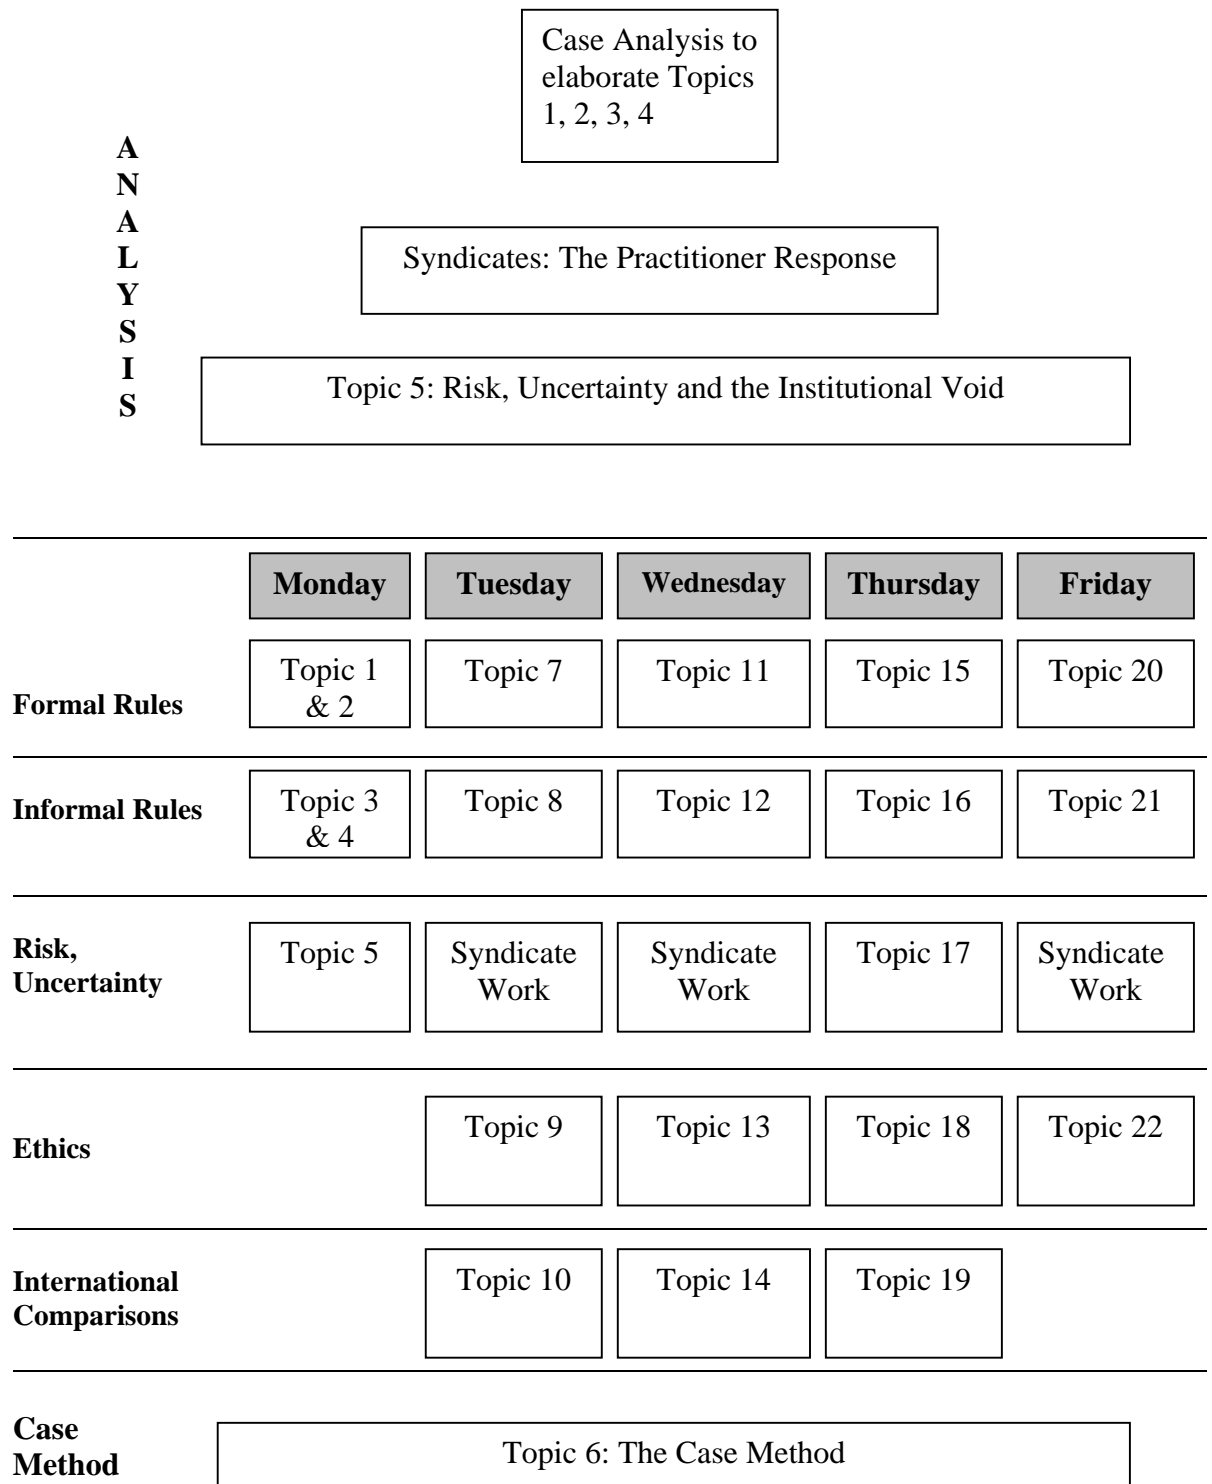 Case Analysis to
elaborate Topics
1, 2, 3, 4
A
N
A
L
Y
S
I
S
Syndicates: The Practitioner Response
Topic 5: Risk, Uncertainty and the Institutional Void
Monday Tuesday Wednesday Thursday Friday
Formal Rules
Topic 1
& 2
Topic 7
Topic 11
Topic 15
Topic 20
Informal Rules
Topic 3
& 4
Topic 8
Topic 12
Topic 16
Topic 21
Risk,
Uncertainty
Topic 5
Syndicate
Work
Syndicate
Work
Topic 17
Syndicate
Work
Ethics
Topic 9
Topic 13
Topic 18
Topic 22
International
Comparisons
Topic 10
Topic 14
Topic 19
Case
Method
Topic 6: The Case Method